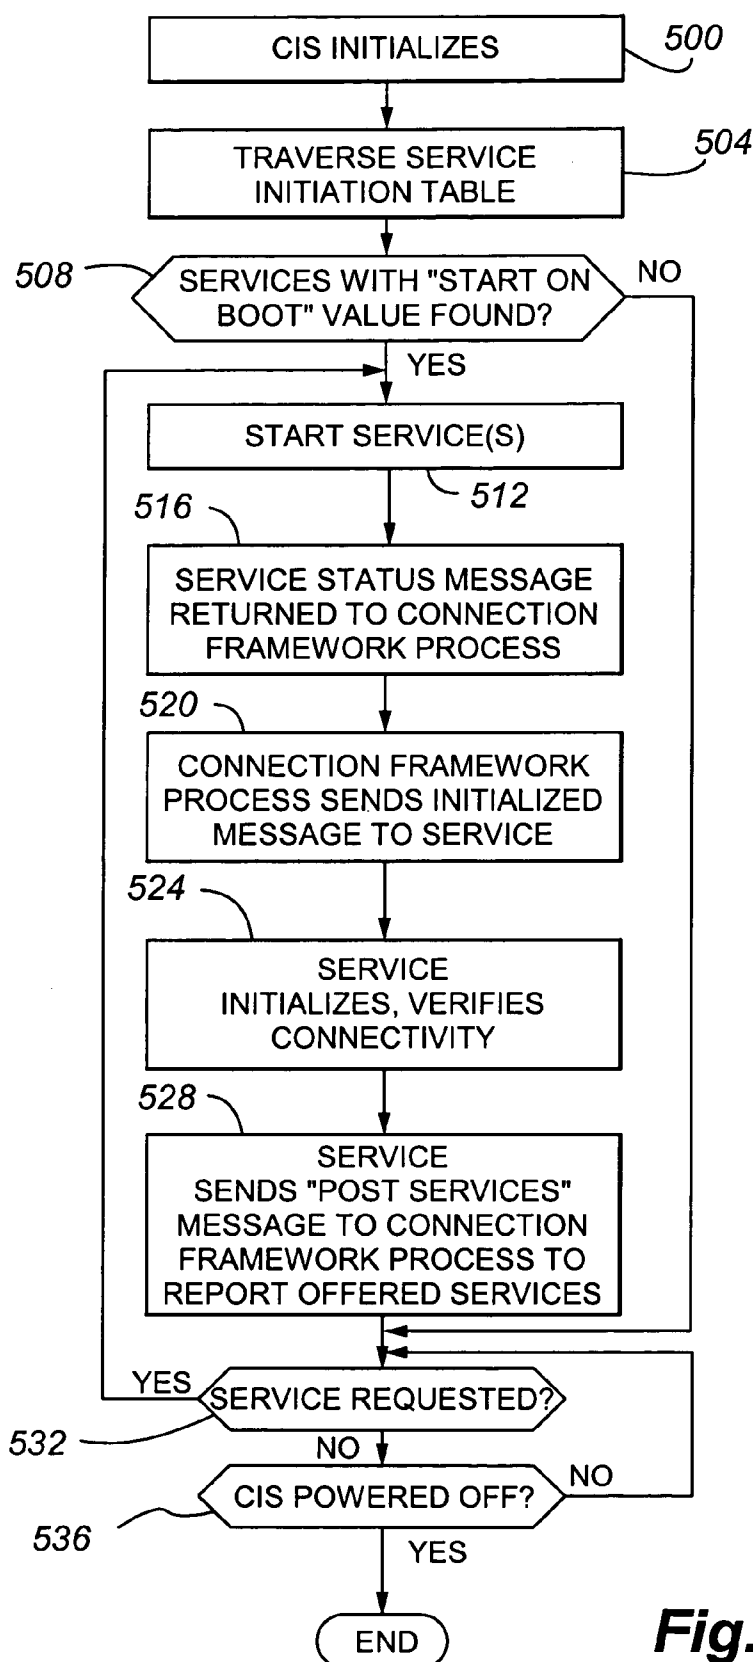 CIS INITIALIZES
500
TRAVERSE SERVICE
INITIATION TABLE
504
508
SERVICES WITH "START ON
BOOT" VALUE FOUND?
NO
YES
START SERVICE(S)
512
516
SERVICE STATUS MESSAGE
RETURNED TO CONNECTION
FRAMEWORK PROCESS
520
CONNECTION FRAMEWORK
PROCESS SENDS INITIALIZED
MESSAGE TO SERVICE
524
SERVICE
INITIALIZES, VERIFIES
CONNECTIVITY
528
SERVICE
SENDS "POST SERVICES"
MESSAGE TO CONNECTION
FRAMEWORK PROCESS TO
REPORT OFFERED SERVICES
YES
SERVICE REQUESTED?
532
NO
CIS POWERED OFF?
NO
536
YES
END
Fig.